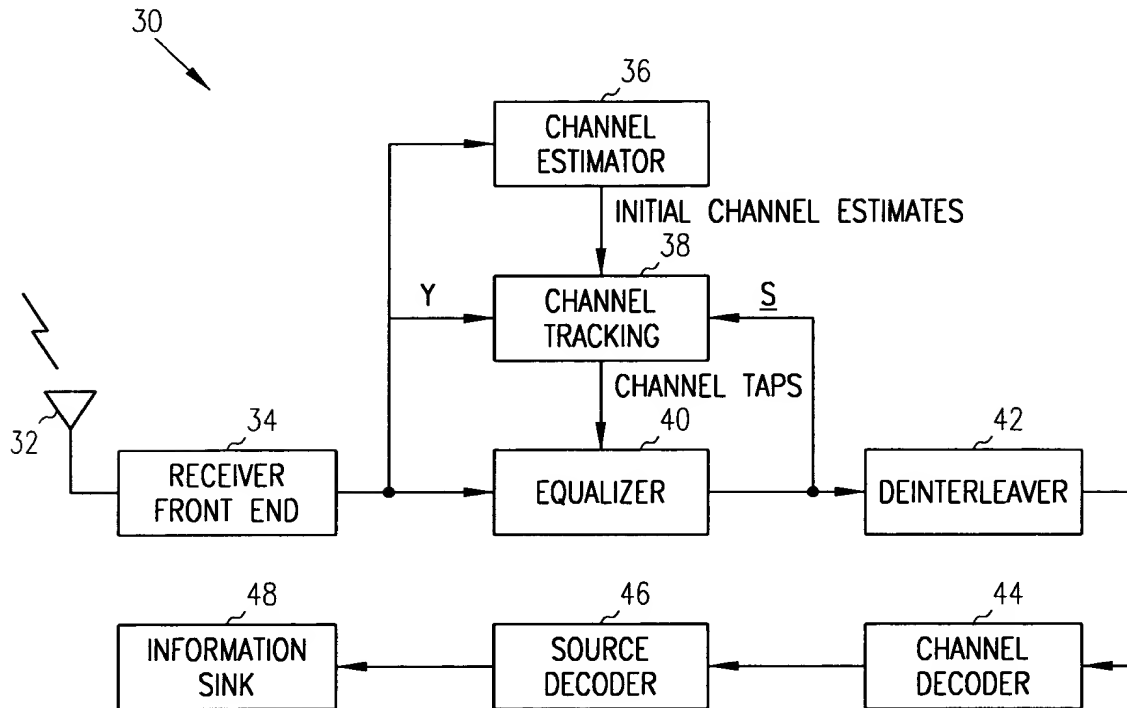 30
36
CHANNEL
ESTIMATOR
INITIAL CHANNEL ESTIMATES
38
Y
CHANNEL
TRACKING
S
CHANNEL TAPS
32
34
RECEIVER
FRONT END
40
EQUALIZER
42
DEINTERLEAVER
48
INFORMATION
SINK
46
SOURCE
DECODER
44
CHANNEL
DECODER